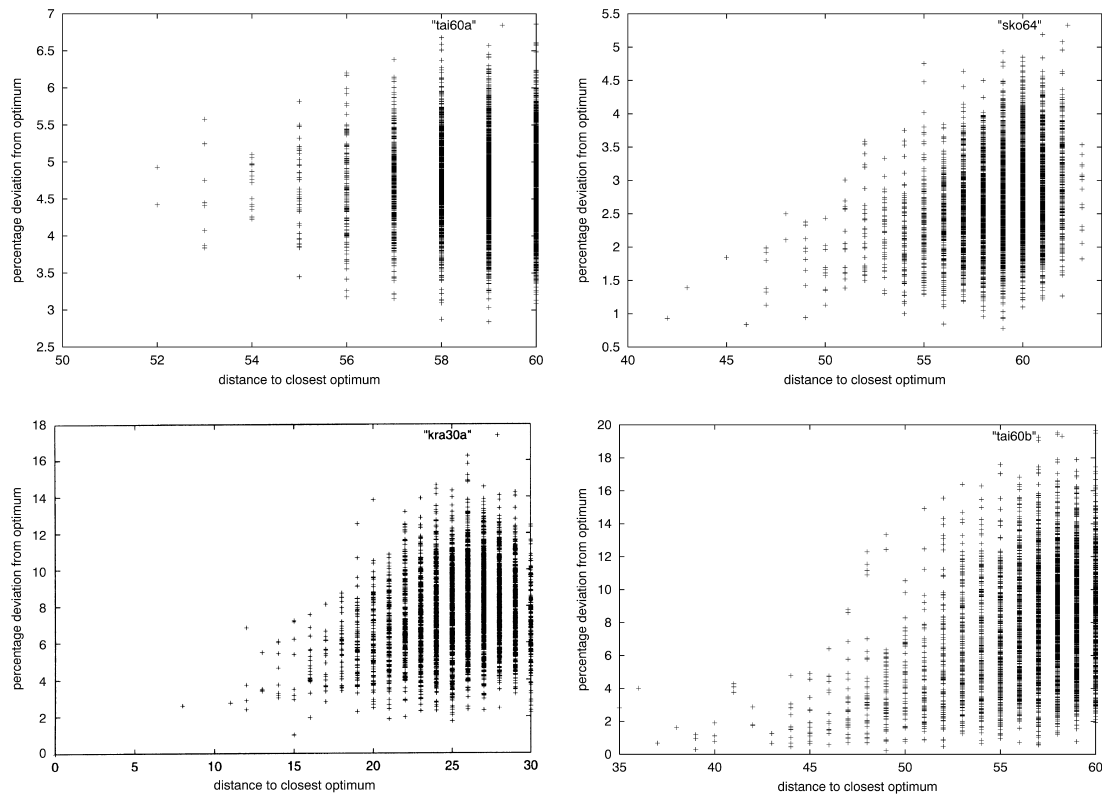 "tai60a"
percentage deviation from optimum
7
6.5
6
5.5
5
4.5
4
3.5
3
2.5
50 52 54 56 58 60
distance to closest optimum
"sko64"
percentage deviation from optimum
5.5
5
4.5
4
3.5
3
2.5
2
1.5
1
0.5
40 45 50 55 60
distance to closest optimum
"kra30a"
percentage deviation from optimum
18
16
14
12
10
8
6
4
2
0
0 5 10 15 20 25 30
distance to closest optimum
"tai60b"
percentage deviation from optimum
20
18
16
14
12
10
8
6
4
2
0
35 40 45 50 55 60
distance to closest optimum